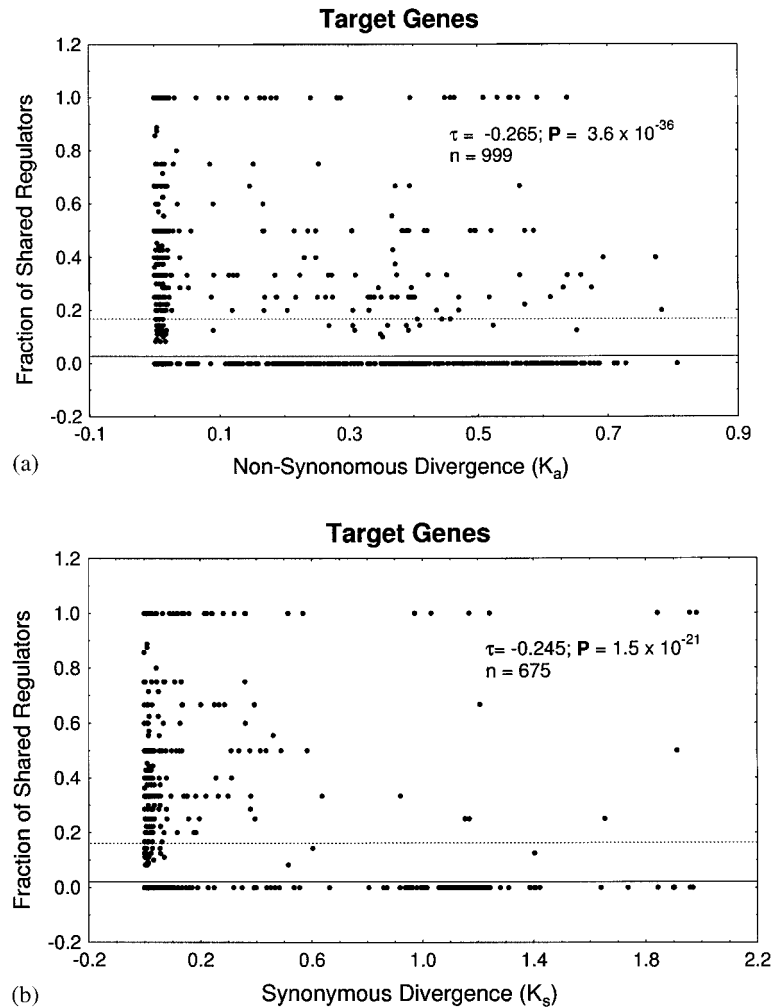 Target Genes
1.2
1.0
0.8
0.6
0.4
0.2
0.0
-0.2
Fraction of Shared Regulators
τ = -0.265; P = 3.6 x 10^-36
n = 999
-0.1
0.1
0.3
0.5
0.7
0.9
(a)
Non-Synonomous Divergence (K_a)
Target Genes
1.2
1.0
0.8
0.6
0.4
0.2
0.0
-0.2
Fraction of Shared Regulators
τ= -0.245; P = 1.5 x 10^-21
n = 675
-0.2
0.2
0.6
1.0
1.4
1.8
2.2
(b)
Synonymous Divergence (K_s)